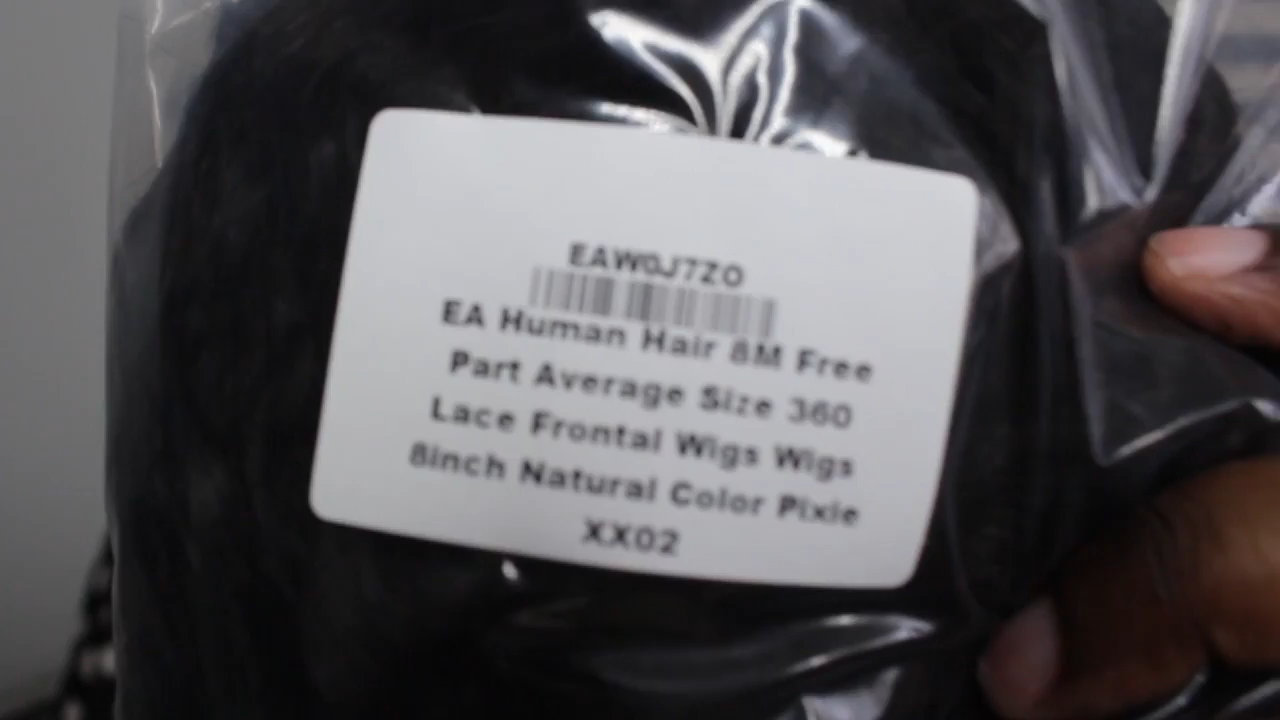 EAW0J7ZO
EA Human Hair 8M Free
Part Average Size 360
Lace Frontal Wigs Wigs
8inch Natural Color Pixie
XX02